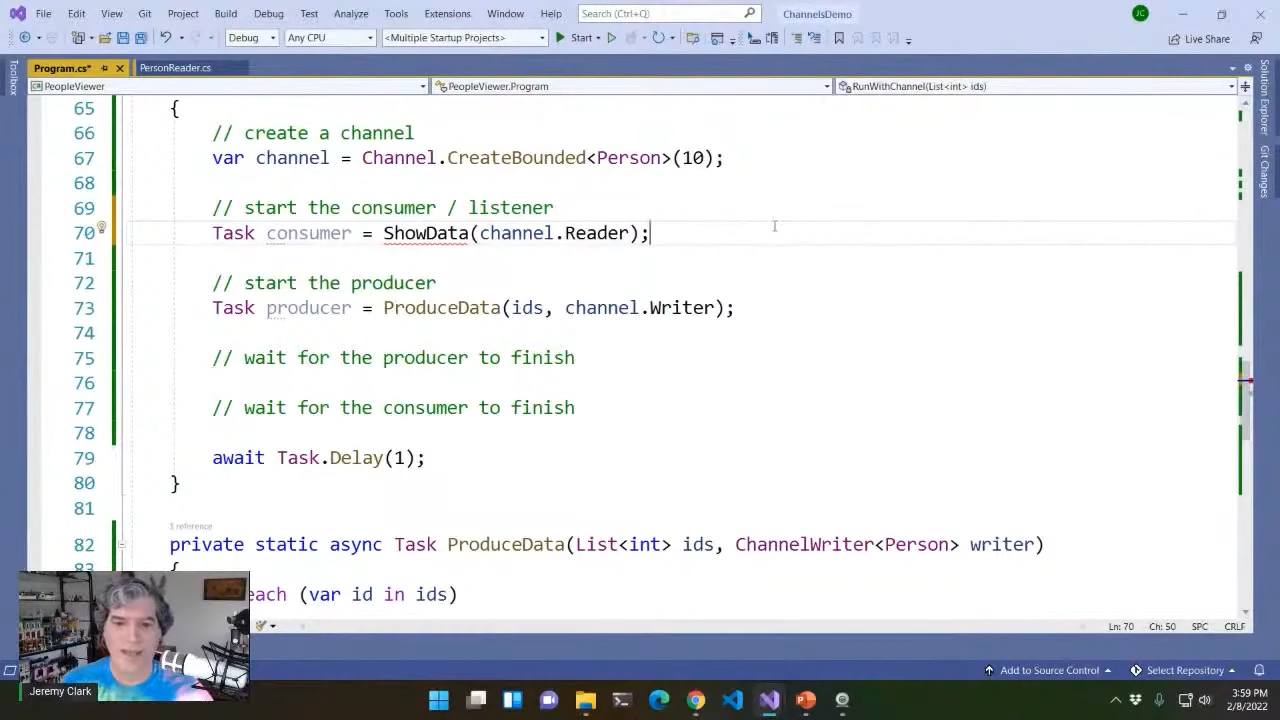 File Edit View Git Project Build Debug Test Analyze Tools Extensions Window Help Search (Ctrl+Q) ChannelsDemo JC
Debug Any CPU <Multiple Startup Projects> Start Live Share
Program.cs* PersonReader.cs
PeopleViewer PeopleViewer.Program RunWithChannel(List<int> ids)
Toolbox
Solution Explorer
Git Changes
65 {
66 // create a channel
67 var channel = Channel.CreateBounded<Person>(10);
68
69 // start the consumer / listener
70 Task consumer = ShowData(channel.Reader);
71
72 // start the producer
73 Task producer = ProduceData(ids, channel.Writer);
74
75 // wait for the producer to finish
76
77 // wait for the consumer to finish
78
79 await Task.Delay(1);
80 }
81
1 reference
82 private static async Task ProduceData(List<int> ids, ChannelWriter<Person> writer)
83 {
each (var id in ids)
Ln: 70 Ch: 50 SPC CRLF
Add to Source Control Select Repository
Jeremy Clark
3:59 PM
2/8/2022